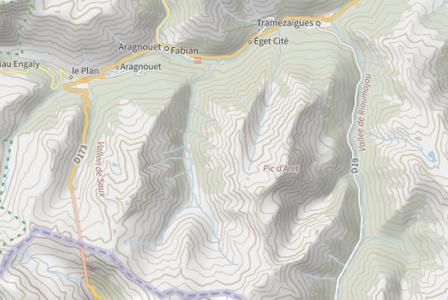 Tramezaïgues
Aragnouet
Fabian
Eget Cité
iau Engaly
le Plan
Aragnouet
D173
Vallon de Saux
Pic d'Aret
Vallée de Rioumajou
D19